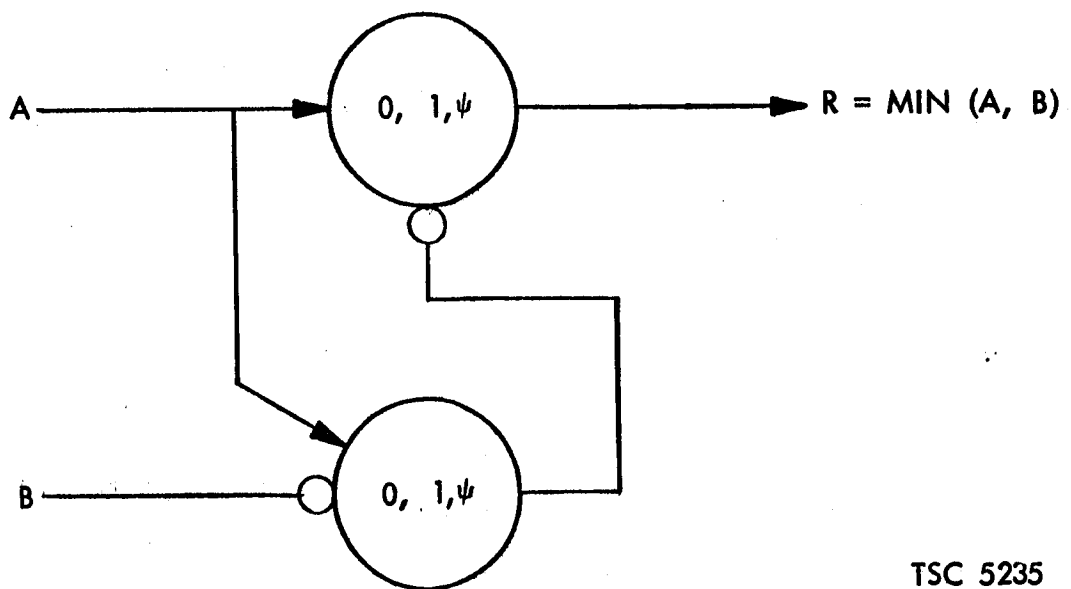 A
0, 1,ψ
R = MIN (A, B)
B
0, 1,ψ
TSC 5235